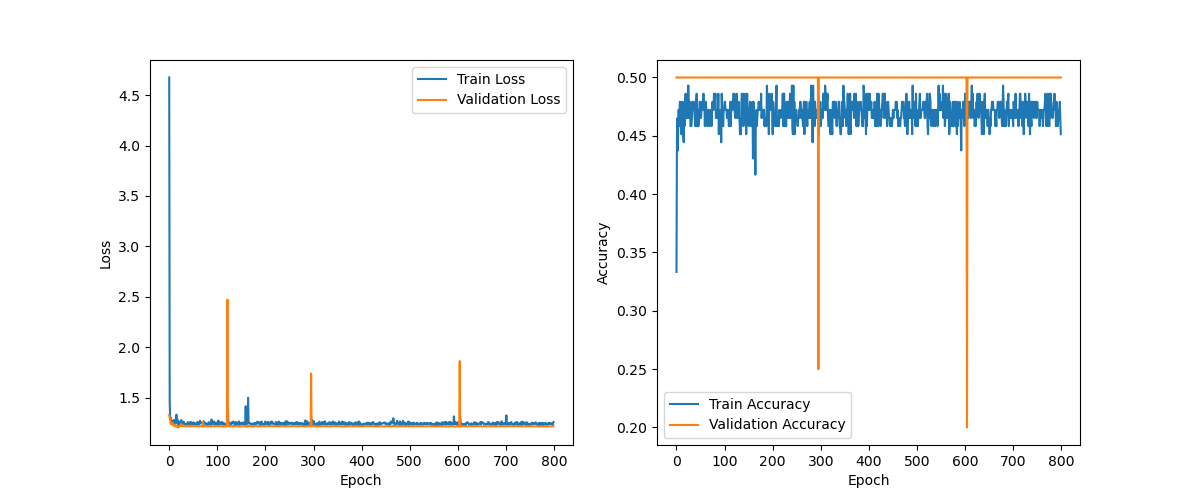 Train Loss
Validation Loss
4.5
4.0
3.5
3.0
2.5
2.0
1.5
Loss
0 100 200 300 400 500 600 700 800
Epoch
0.50
0.45
0.40
0.35
0.30
0.25
0.20
Accuracy
Train Accuracy
Validation Accuracy
0 100 200 300 400 500 600 700 800
Epoch